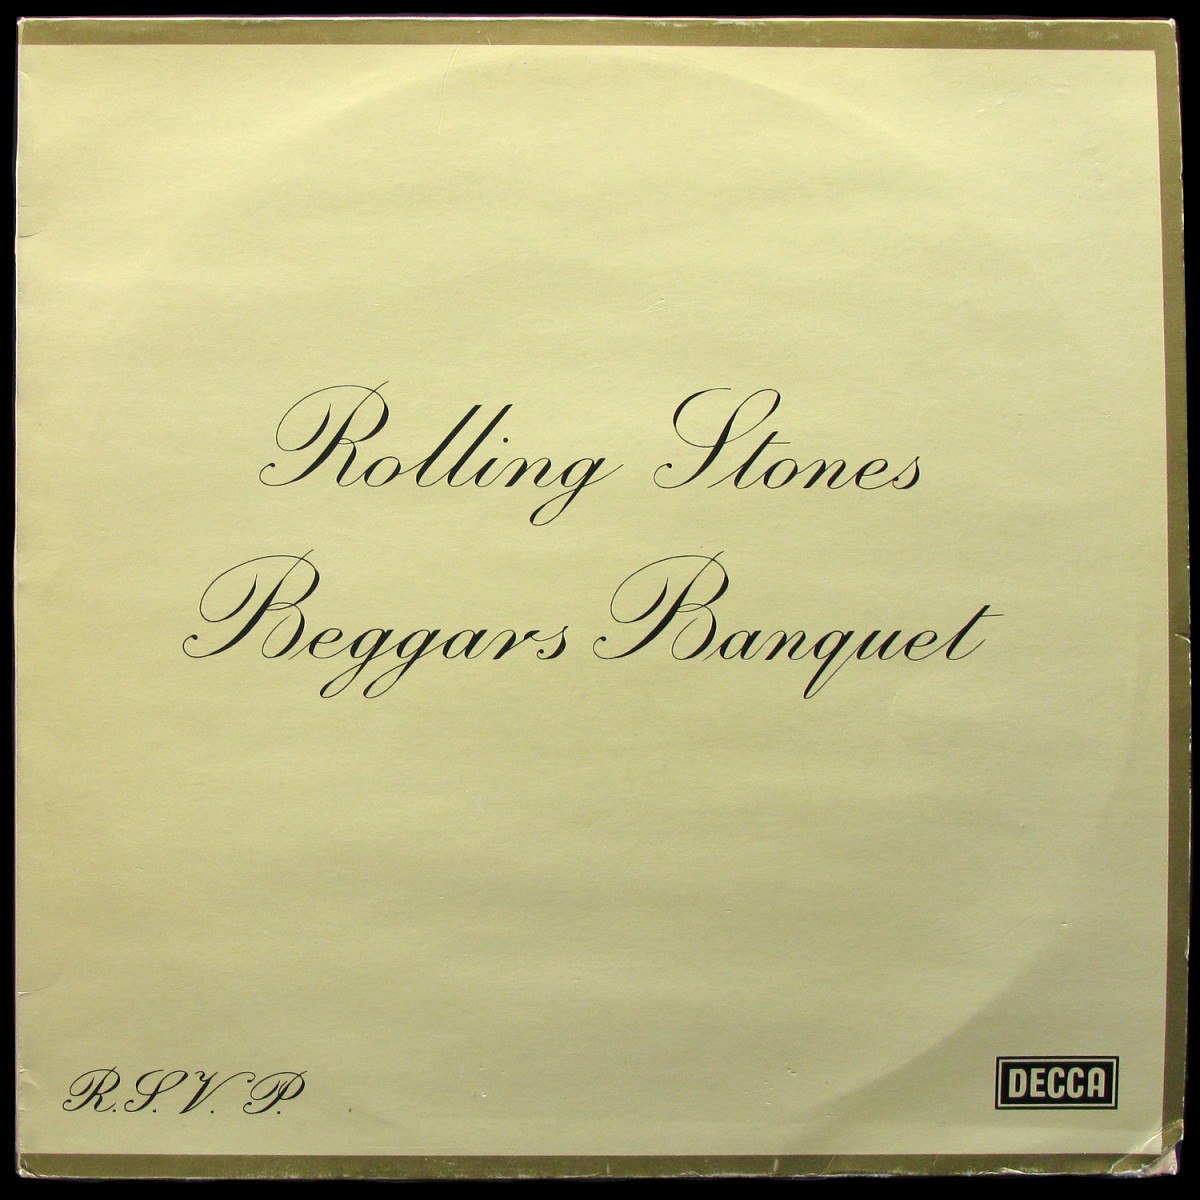 Rolling Stones
Beggars Banquet
R.S.V.P.
DECCA